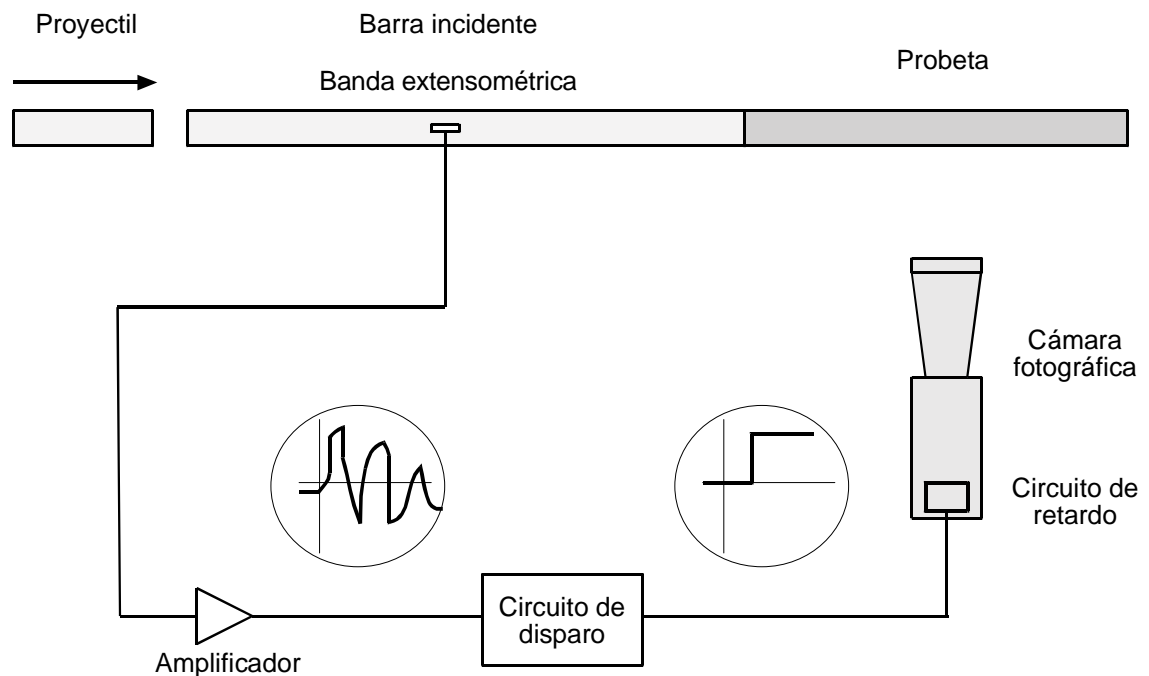 Proyectil
Barra incidente
Probeta
Banda extensométrica
Cámara
fotográfica
Circuito de
retardo
Circuito de
disparo
Amplificador